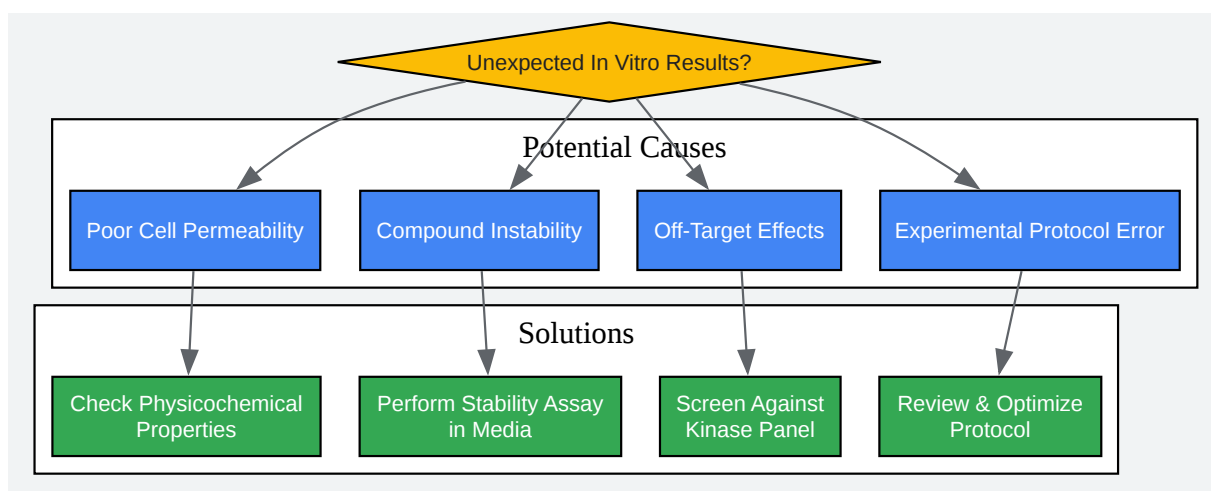 Unexpected In Vitro Results?
Potential Causes
Poor Cell Permeability
Compound Instability
Off-Target Effects
Experimental Protocol Error
Solutions
Check Physicochemical
Properties
Perform Stability Assay
in Media
Screen Against
Kinase Panel
Review & Optimize
Protocol